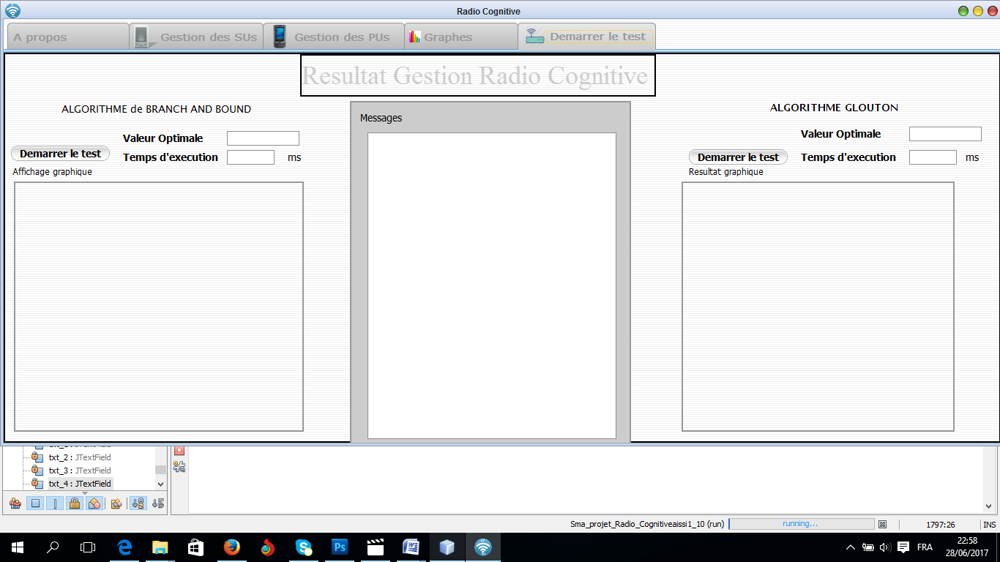 Radio Cognitive
A propos
Gestion des SUs
Gestion des PUs
Graphes
Demarrer le test
Resultat Gestion Radio Cognitive
ALGORITHME de BRANCH AND BOUND
Valeur Optimale
Demarrer le test
Temps d'execution
ms
Affichage graphique
Messages
ALGORITHME GLOUTON
Valeur Optimale
Demarrer le test
Temps d'execution
ms
Resultat graphique
txt_2 : JTextField
txt_3 : JTextField
txt_4 : JTextField
Sma_projet_Radio_Cognitiveaissi1_10 (run)
running...
1797:26
INS
FRA
22:58
28/06/2017